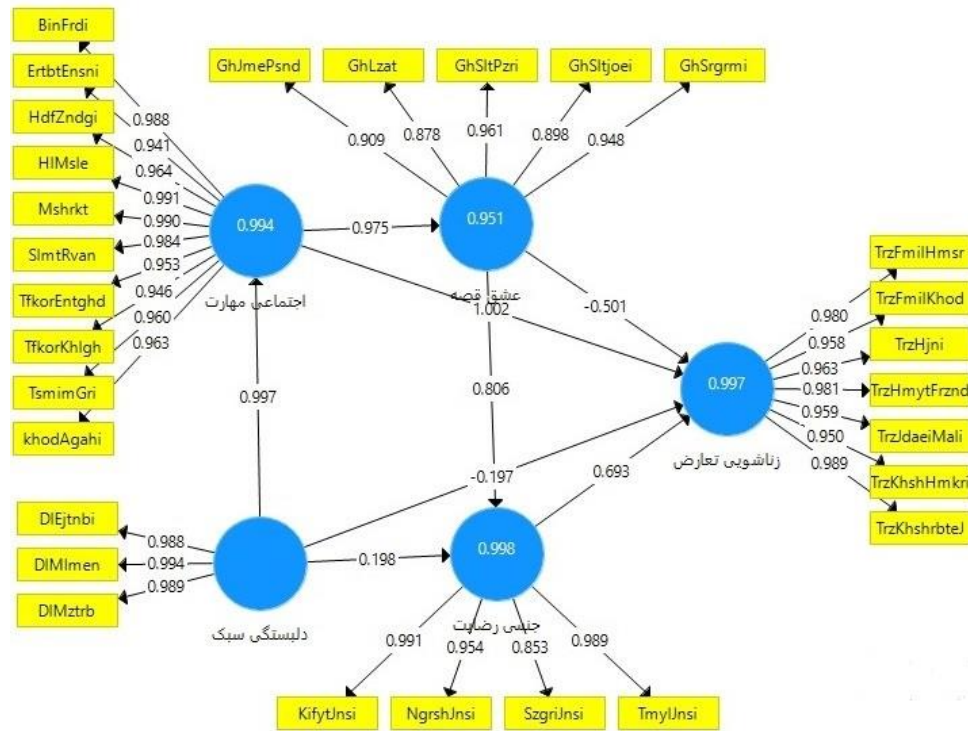 BinFrdi
ErtbtEnsni
HdfZndgi
HlMsle
Mshrkt
SlmtRvan
TfkorEntghd
TfkorKhlgh
TsmimGri
khodAgahi
0.988
0.941
0.964
0.991
0.990
0.984
0.953
0.946
0.960
0.963
0.994
اجتماعی مهارت
GhJmePsnd
GhLzat
GhSltPzri
GhSltjoei
GhSrgrmi
0.909
0.878
0.961
0.898
0.948
0.951
عشق قصه
0.975
1.002
-0.501
0.806
0.997
-0.197
0.693
0.198
TrzFmilHmsr
TrzFmilKhod
TrzHjni
TrzHmytFrznd
TrzJdaeiMali
TrzKhshHmkri
TrzKhshrbteJ
0.980
0.958
0.963
0.981
0.959
0.950
0.989
0.997
زناشویی تعارض
DlEjtnbi
DlMImen
DlMztrb
0.988
0.994
0.989
دلبستگی سبک
0.998
جنسی رضایت
0.991
0.954
0.853
0.989
KifytJnsi
NgrshJnsi
SzgriJnsi
TmylJnsi